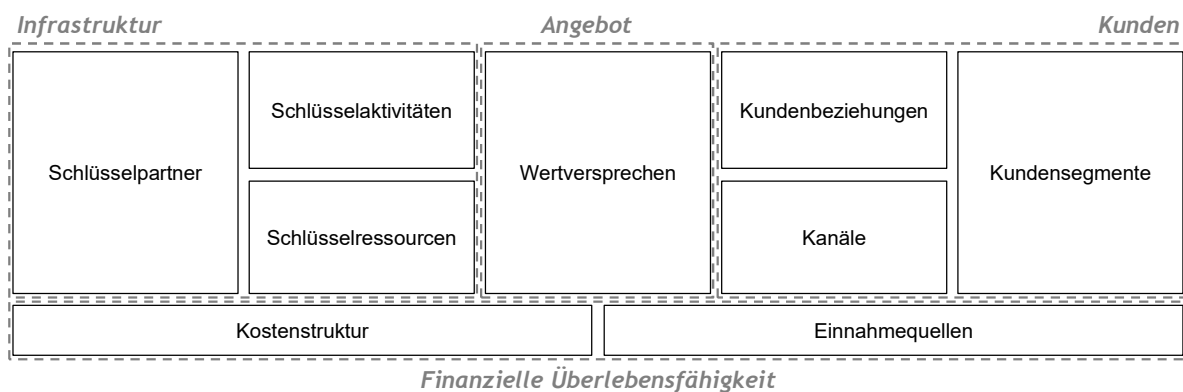 Infrastruktur
Angebot
Kunden
Schlüsselpartner
Schlüsselaktivitäten
Schlüsselressourcen
Wertversprechen
Kundenbeziehungen
Kanäle
Kundensegmente
Kostenstruktur
Einnahmequellen
Finanzielle Überlebensfähigkeit